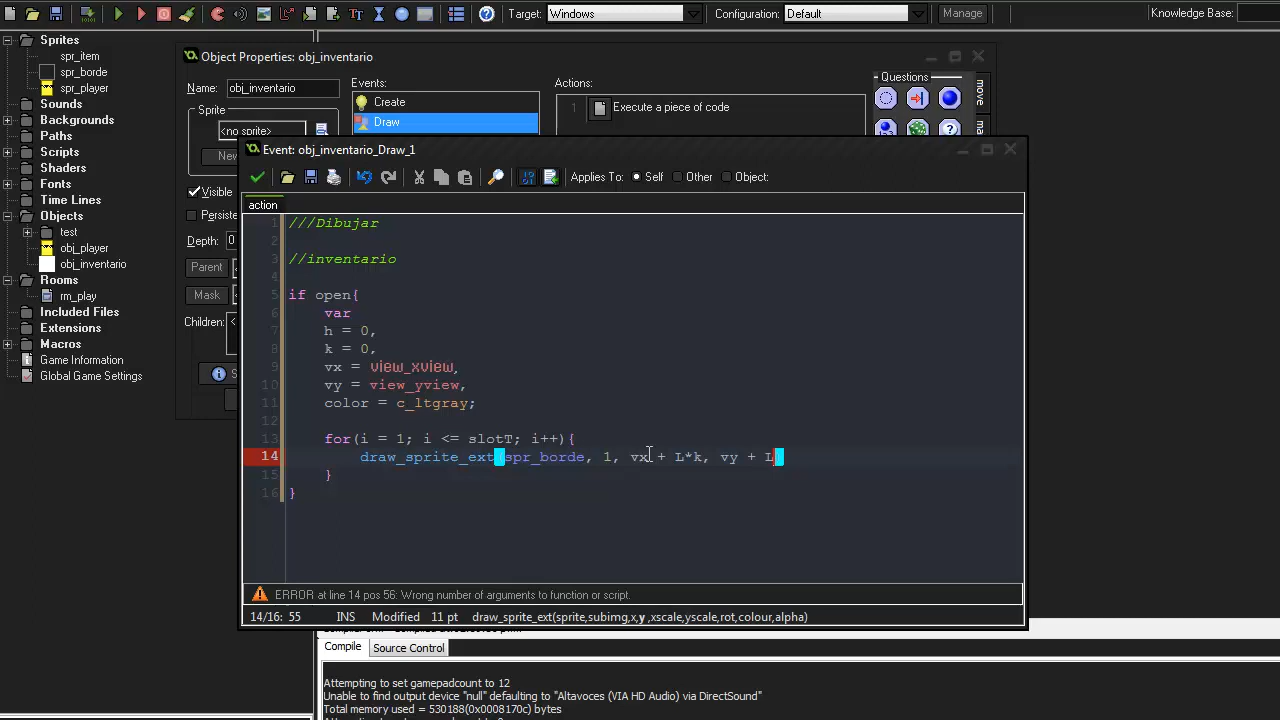 Target: Windows Configuration: Default Manage Knowledge Base:
Sprites
spr_item
spr_borde
spr_player
Sounds
Backgrounds
Paths
Scripts
Shaders
Fonts
Time Lines
Objects
test
obj_player
obj_inventario
Rooms
rm_play
Included Files
Extensions
Macros
Game Information
Global Game Settings
Object Properties: obj_inventario
Name: obj_inventario
Sprite
<no sprite>
New
Visible
Persiste
Depth: 0
Parent
Mask
Children: <
Events:
Create
Draw
Actions:
1 Execute a piece of code
Questions
move
Event: obj_inventario_Draw_1
Applies To: Self Other Object:
action
1 ///Dibujar
2
3 //inventario
4
5 if open{
6 var
7 h = 0,
8 k = 0,
9 vx = view_xview,
10 vy = view_yview,
11 color = c_ltgray;
12
13 for(i = 1; i <= slotT; i++){
14 draw_sprite_ext(spr_borde, 1, vx + L*k, vy + L)
15 }
16 }
ERROR at line 14 pos 56: Wrong number of arguments to function or script.
14/16: 55 INS Modified 11 pt draw_sprite_ext(sprite,subimg,x,y ,xscale,yscale,rot,colour,alpha)
Compile Source Control
Attempting to set gamepadcount to 12
Unable to find output device "null" defaulting to "Altavoces (VIA HD Audio) via DirectSound"
Total memory used = 530188(0x0008170c) bytes